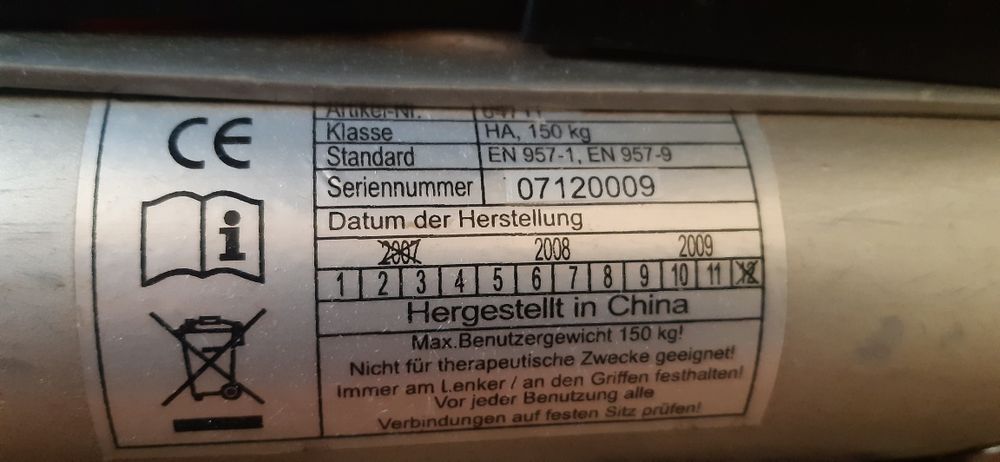 CE
Artikel-Nr.
Klasse HA, 150 kg
Standard EN 957-1, EN 957-9
Seriennummer 07120009
Datum der Herstellung
2007 2008 2009
1 2 3 4 5 6 7 8 9 10 11 12
Hergestellt in China
Max.Benutzergewicht 150 kg!
Nicht für therapeutische Zwecke geeignet!
Immer am Lenker / an den Griffen festhalten!
Vor jeder Benutzung alle
Verbindungen auf festen Sitz prüfen!